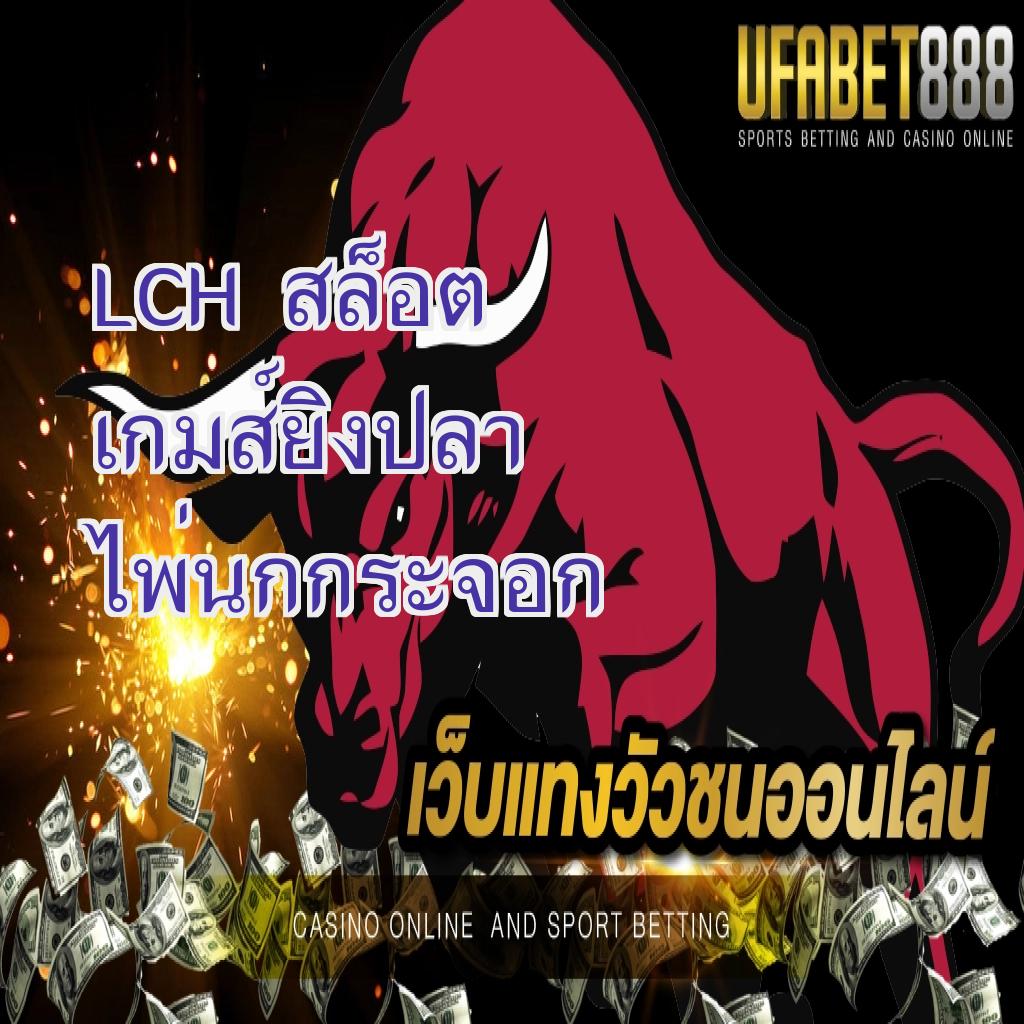 UFABET888
SPORTS BETTING AND CASINO ONLINE
LCH สล็อต
เกมส์ยิงปลา
ไพ่นกกระจอก
เว็บแทงวัวชนออนไลน์
CASINO ONLINE AND SPORT BETTING